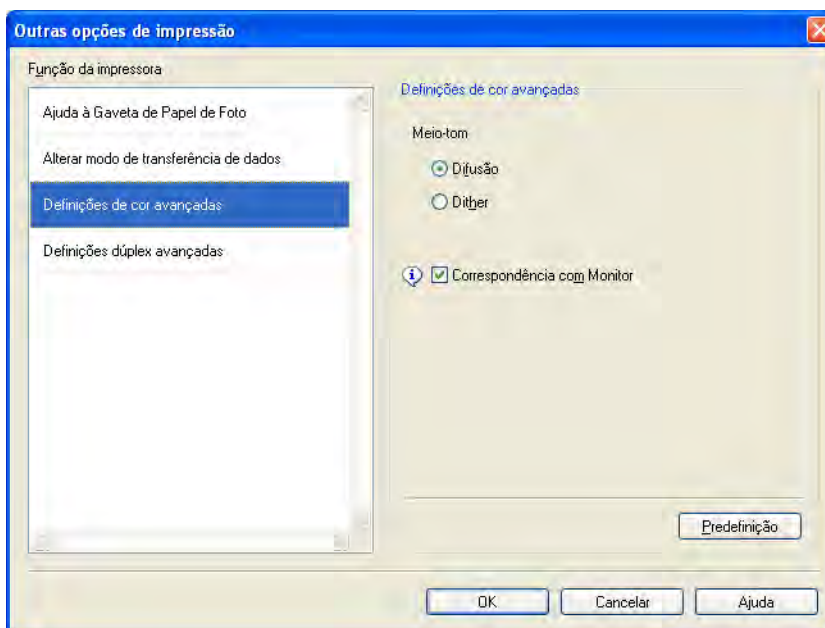 Outras opções de impressão
Função da impressora
Ajuda à Gaveta de Papel de Foto
Alterar modo de transferência de dados
Definições de cor avançadas
Definições dúplex avançadas
Definições de cor avançadas
Meio-tom
Difusão
Dither
Correspondência com Monitor
Predefinição
OK
Cancelar
Ajuda